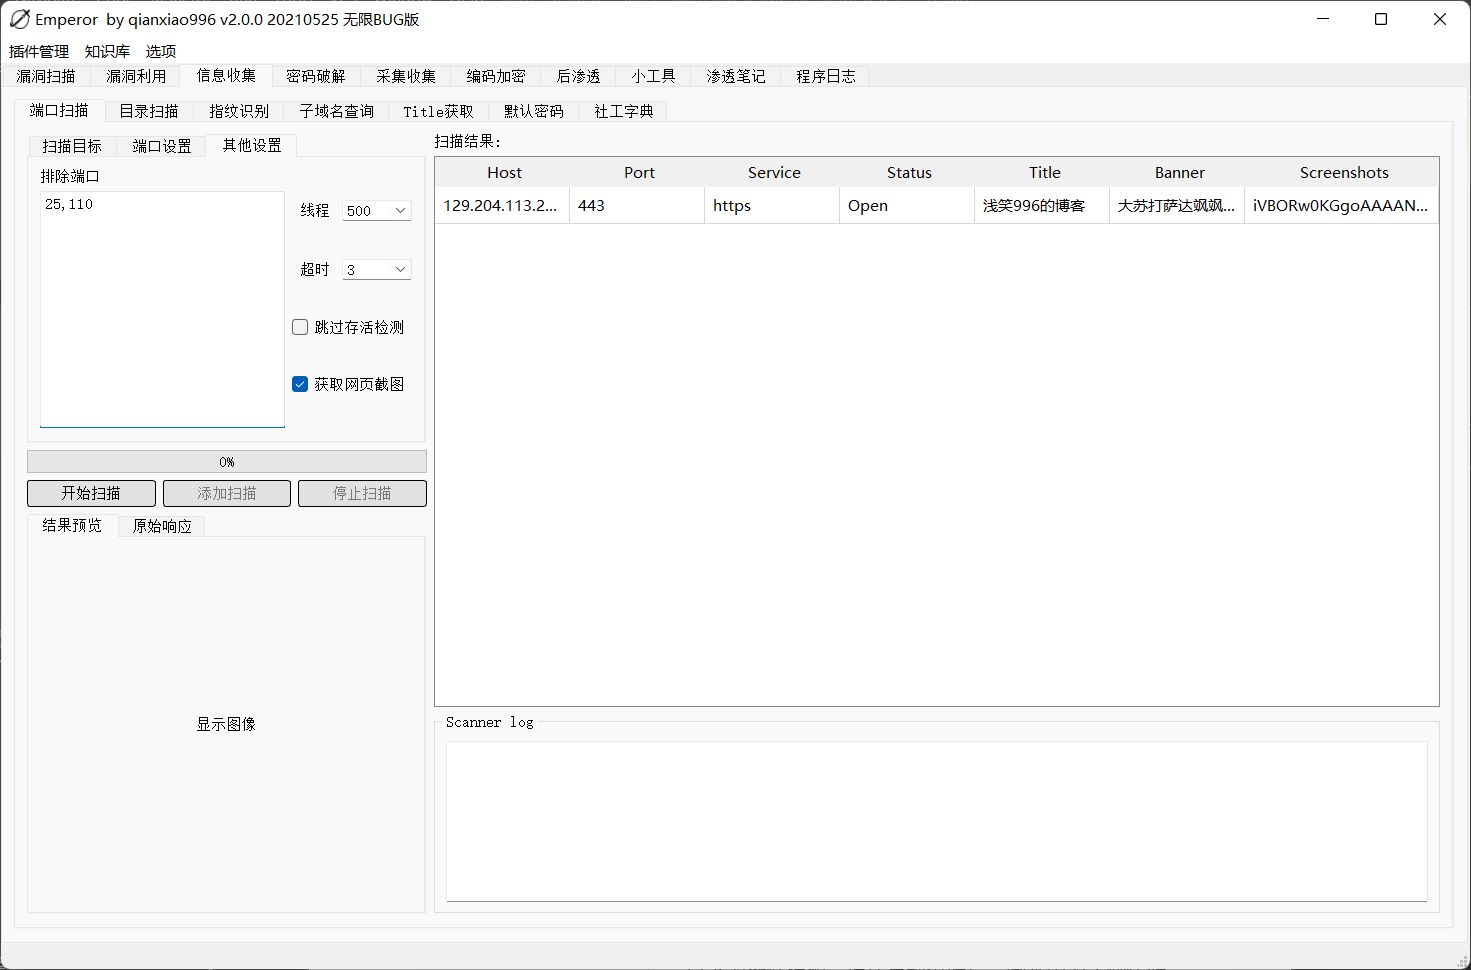 Emperor by qianxiao996 v2.0.0 20210525 无限BUG版
插件管理 知识库 选项
漏洞扫描 漏洞利用 信息收集 密码破解 采集收集 编码加密 后渗透 小工具 渗透笔记 程序日志
端口扫描 目录扫描 指纹识别 子域名查询 Title获取 默认密码 社工字典
扫描目标 端口设置 其他设置
排除端口
25,110
线程 500
超时 3
跳过存活检测
获取网页截图
0%
开始扫描 添加扫描 停止扫描
结果预览 原始响应
显示图像
扫描结果:
Host Port Service Status Title Banner Screenshots
129.204.113.2... 443 https Open 浅笑996的博客 大苏打萨达飒飒... iVBORw0KGgoAAAAN...
Scanner log